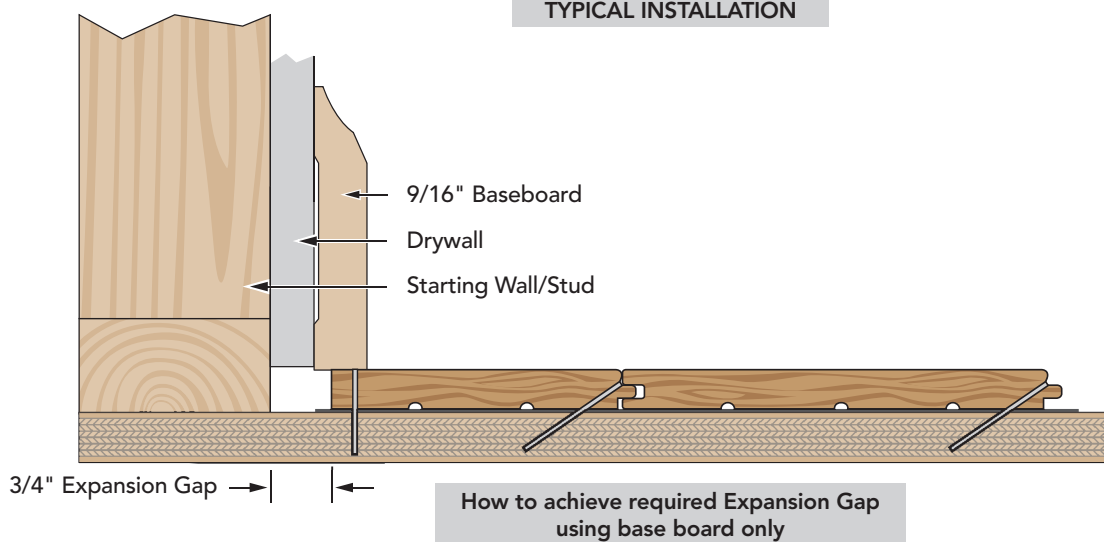 TYPICAL INSTALLATION
9/16" Baseboard
Drywall
Starting Wall/Stud
3/4" Expansion Gap
How to achieve required Expansion Gap
using base board only